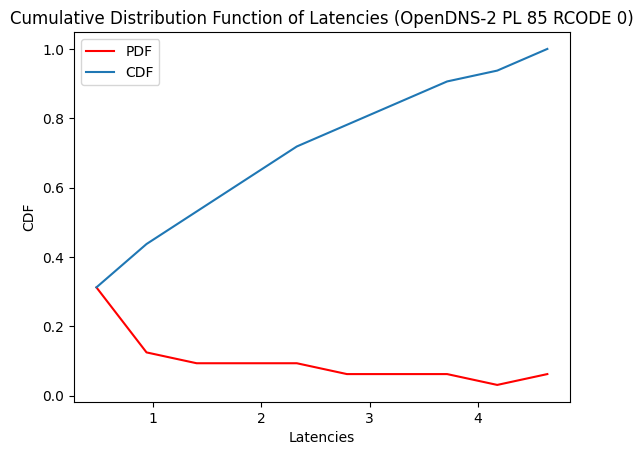 Cumulative Distribution Function of Latencies (OpenDNS-2 PL 85 RCODE 0)
PDF
CDF
1.0
0.8
0.6
0.4
0.2
0.0
CDF
1 2 3 4
Latencies